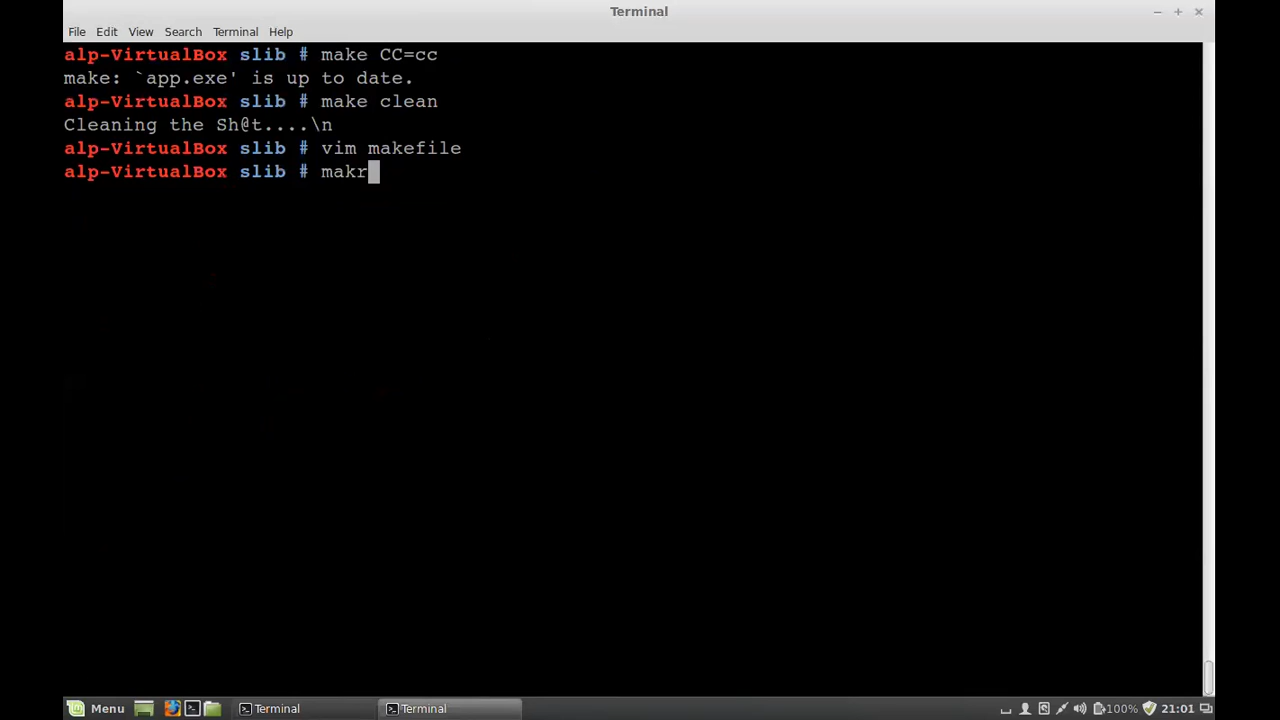 Terminal
File Edit View Search Terminal Help
alp-VirtualBox slib # make CC=cc
make: `app.exe' is up to date.
alp-VirtualBox slib # make clean
Cleaning the Sh@t....\n
alp-VirtualBox slib # vim makefile
alp-VirtualBox slib # makr
Menu Terminal Terminal 100% 21:01